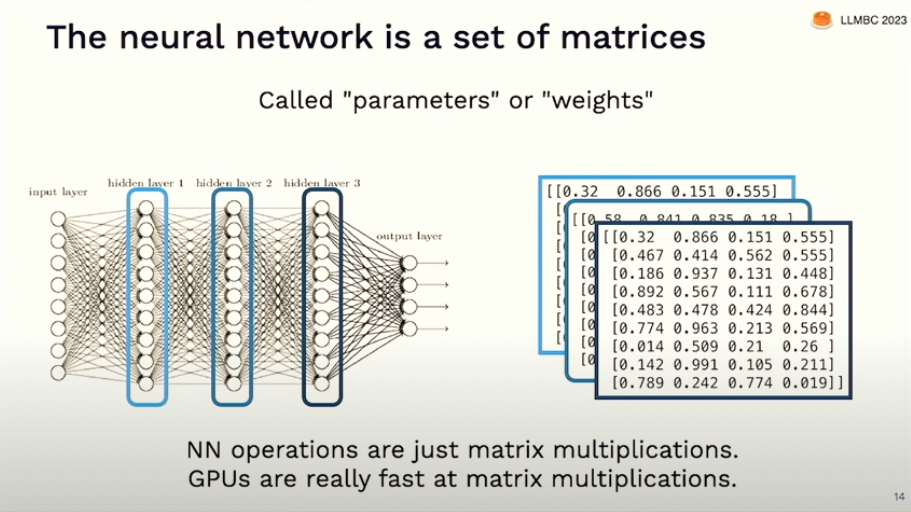 The neural network is a set of matrices
LLMBC 2023
Called "parameters" or "weights"
input layer
hidden layer 1
hidden layer 2
hidden layer 3
output layer
[[0.32 0.866 0.151 0.555]
[[0.58 0.841 0.835 0.18 ]
[[0.32 0.866 0.151 0.555]
[0.467 0.414 0.562 0.555]
[0.186 0.937 0.131 0.448]
[0.892 0.567 0.111 0.678]
[0.483 0.478 0.424 0.844]
[0.774 0.963 0.213 0.569]
[0.014 0.509 0.21 0.26 ]
[0.142 0.991 0.105 0.211]
[0.789 0.242 0.774 0.019]]
NN operations are just matrix multiplications.
GPUs are really fast at matrix multiplications.
14